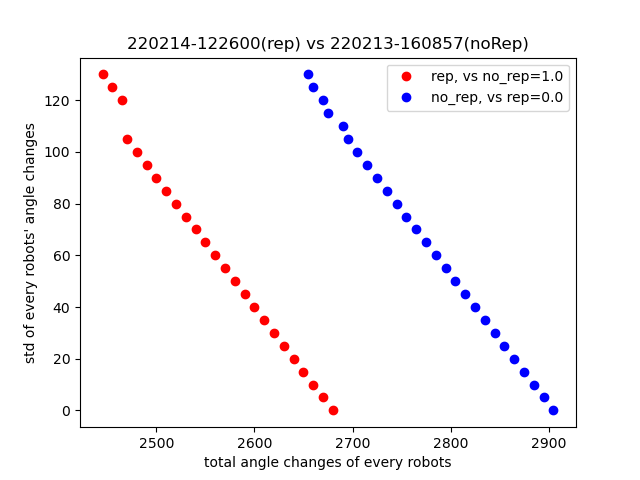 220214-122600(rep) vs 220213-160857(noRep)
rep, vs no_rep=1.0
no_rep, vs rep=0.0
std of every robots' angle changes
120
100
80
60
40
20
0
2500 2600 2700 2800 2900
total angle changes of every robots